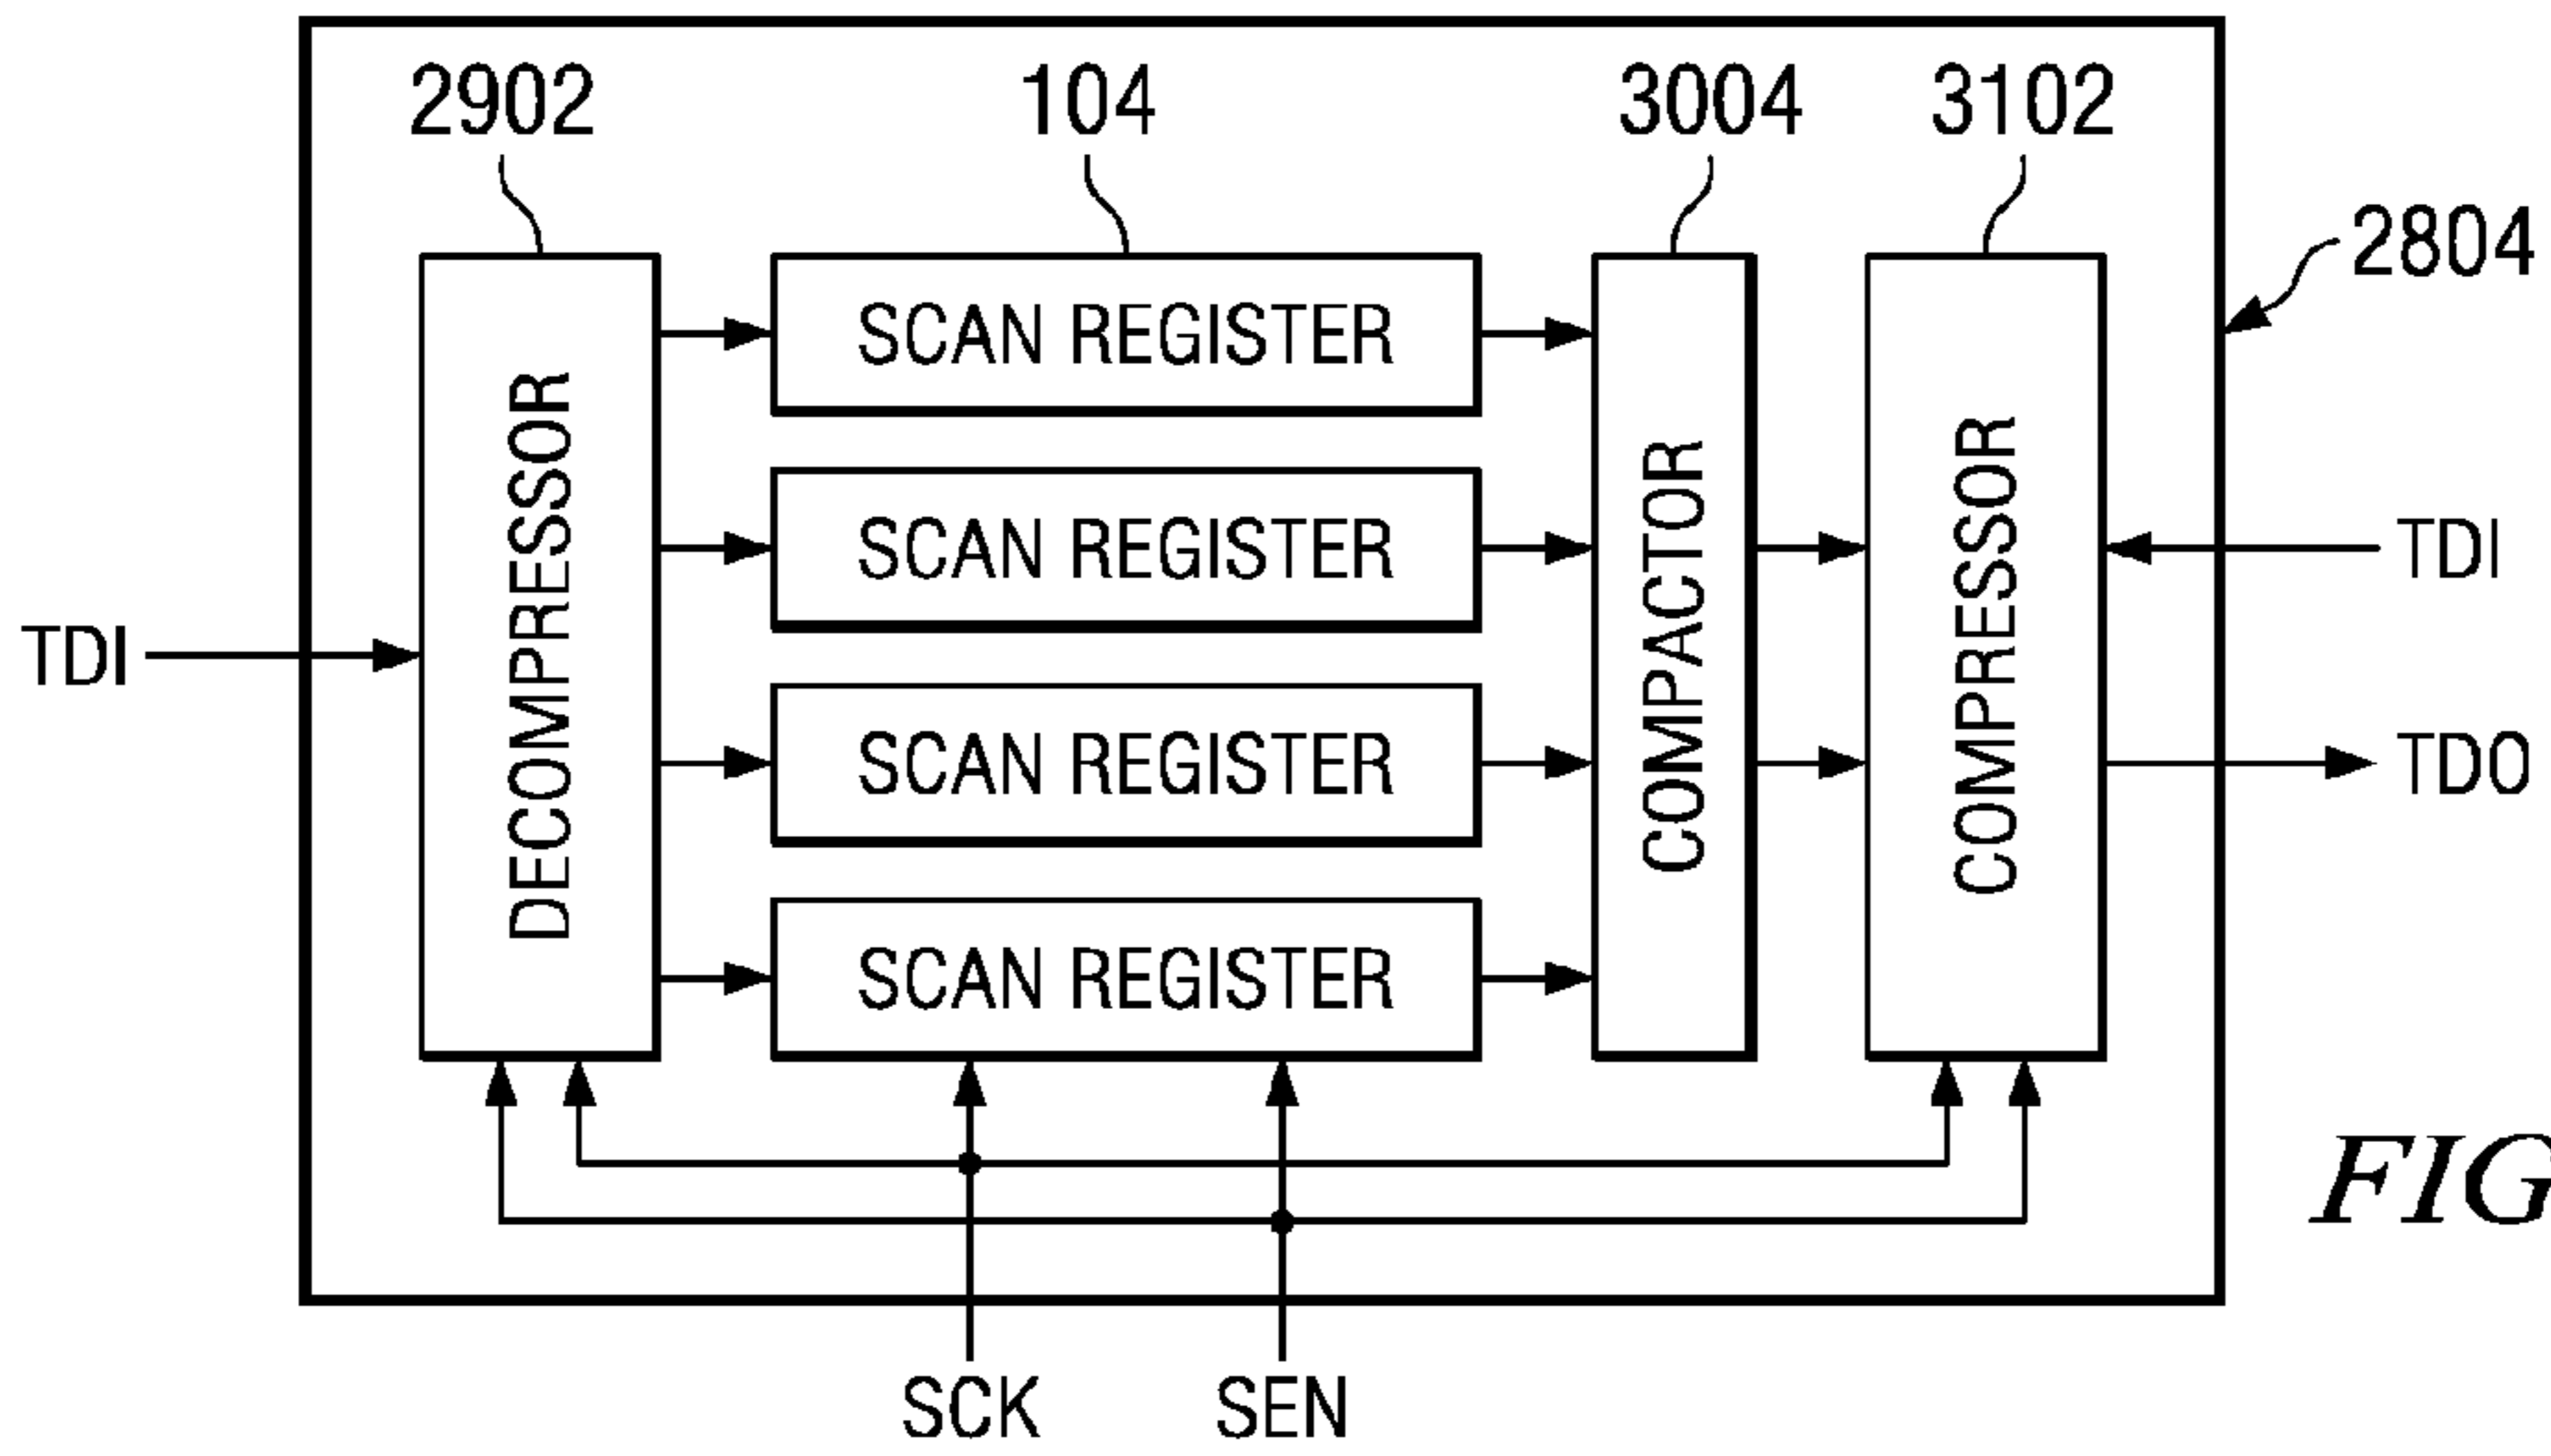 2902
104
3004
3102
2804
DECOMPRESSOR
SCAN REGISTER
SCAN REGISTER
SCAN REGISTER
SCAN REGISTER
COMPACTOR
COMPRESSOR
TDI
TDI
TDO
SCK
SEN
FIG